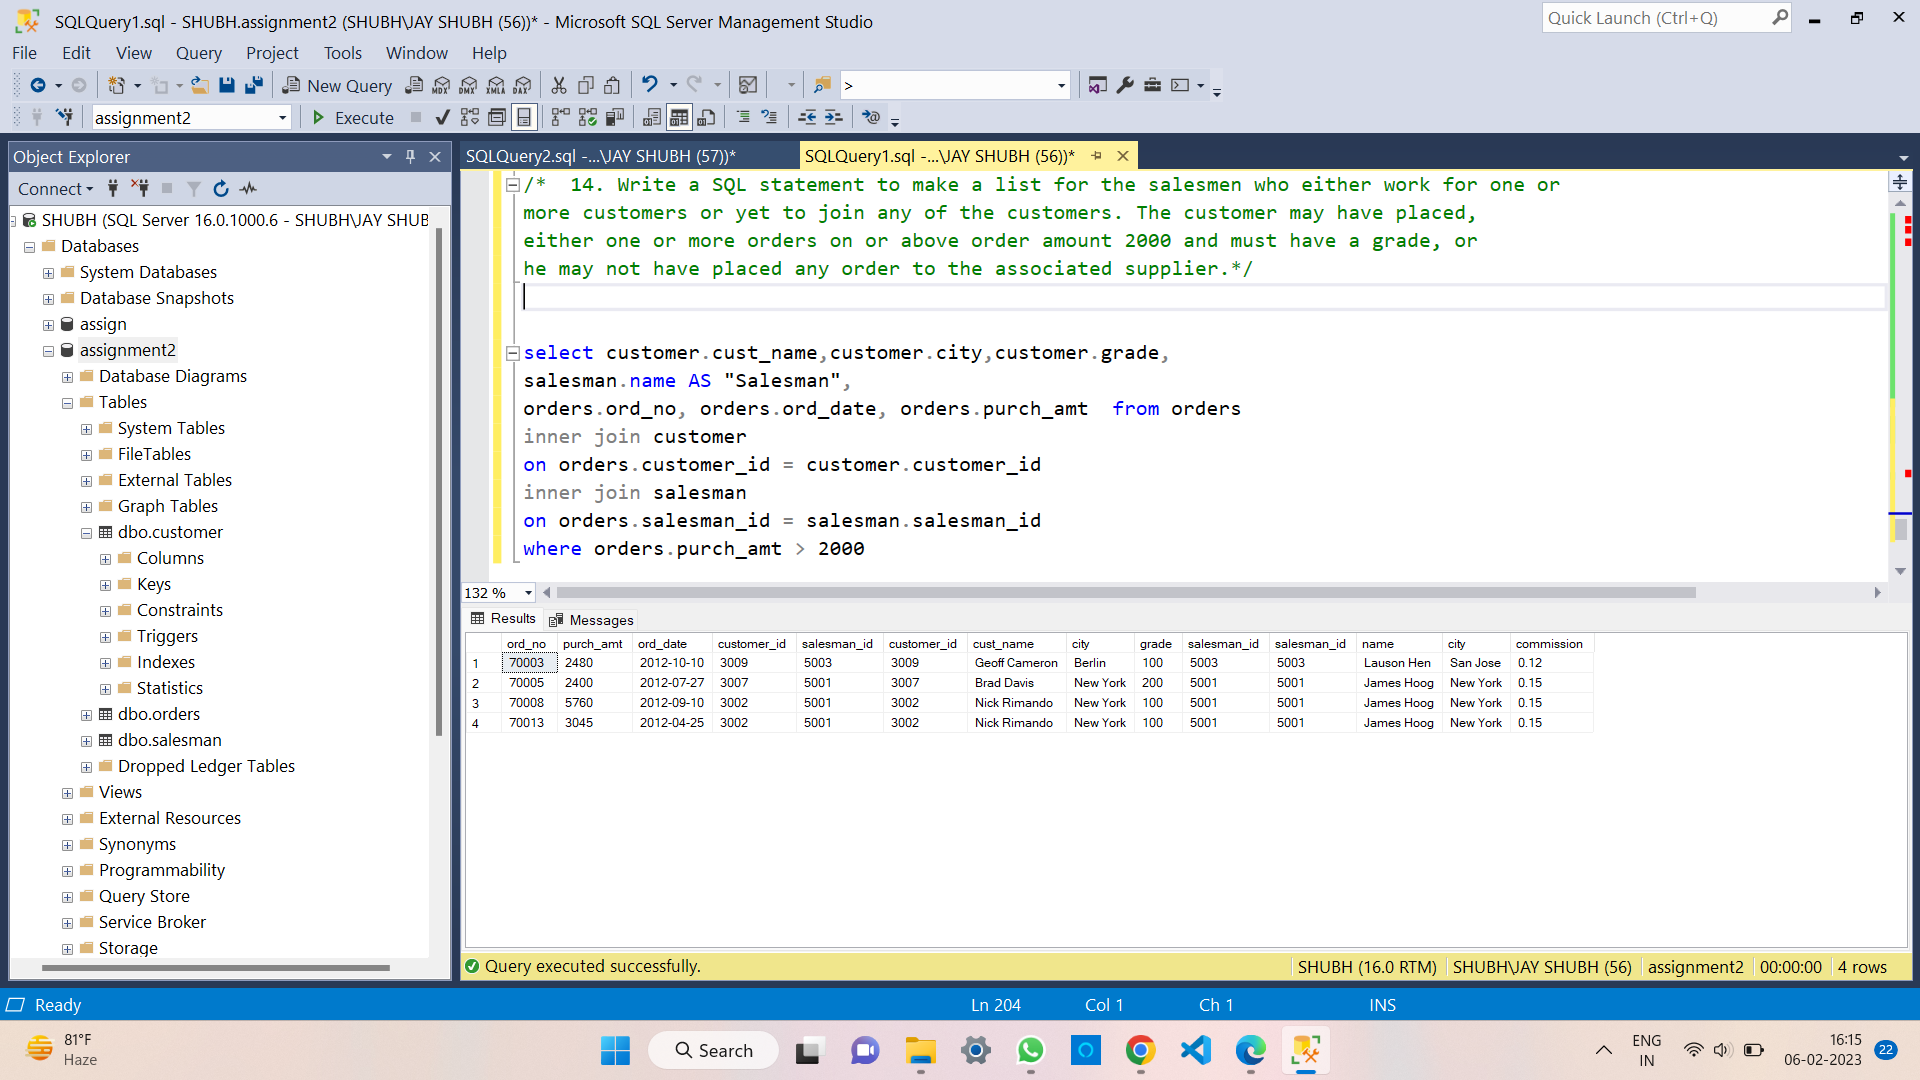 SQLQuery1.sql - SHUBH.assignment2 (SHUBH\JAY SHUBH (56))* - Microsoft SQL Server Management Studio
Quick Launch (Ctrl+Q)
File Edit View Query Project Tools Window Help
New Query MDX DMX XMLA DAX >
assignment2 Execute
Object Explorer
SQLQuery2.sql -...\JAY SHUBH (57))* SQLQuery1.sql -...\JAY SHUBH (56))*
Connect
SHUBH (SQL Server 16.0.1000.6 - SHUBH\JAY SHUB
Databases
System Databases
Database Snapshots
assign
assignment2
Database Diagrams
Tables
System Tables
FileTables
External Tables
Graph Tables
dbo.customer
Columns
Keys
Constraints
Triggers
Indexes
Statistics
dbo.orders
dbo.salesman
Dropped Ledger Tables
Views
External Resources
Synonyms
Programmability
Query Store
Service Broker
Storage
/*  14. Write a SQL statement to make a list for the salesmen who either work for one or
more customers or yet to join any of the customers. The customer may have placed,
either one or more orders on or above order amount 2000 and must have a grade, or
he may not have placed any order to the associated supplier.*/
select customer.cust_name,customer.city,customer.grade,
salesman.name AS "Salesman",
orders.ord_no, orders.ord_date, orders.purch_amt  from orders
inner join customer
on orders.customer_id = customer.customer_id
inner join salesman
on orders.salesman_id = salesman.salesman_id
where orders.purch_amt > 2000
132 %
Results Messages
ord_no purch_amt ord_date customer_id salesman_id customer_id cust_name city grade salesman_id salesman_id name city commission
1 70003 2480 2012-10-10 3009 5003 3009 Geoff Cameron Berlin 100 5003 5003 Lauson Hen San Jose 0.12
2 70005 2400 2012-07-27 3007 5001 3007 Brad Davis New York 200 5001 5001 James Hoog New York 0.15
3 70008 5760 2012-09-10 3002 5001 3002 Nick Rimando New York 100 5001 5001 James Hoog New York 0.15
4 70013 3045 2012-04-25 3002 5001 3002 Nick Rimando New York 100 5001 5001 James Hoog New York 0.15
Query executed successfully. SHUBH (16.0 RTM) SHUBH\JAY SHUBH (56) assignment2 00:00:00 4 rows
Ready Ln 204 Col 1 Ch 1 INS
81°F
Haze
Search
ENG
IN
16:15
06-02-2023
22